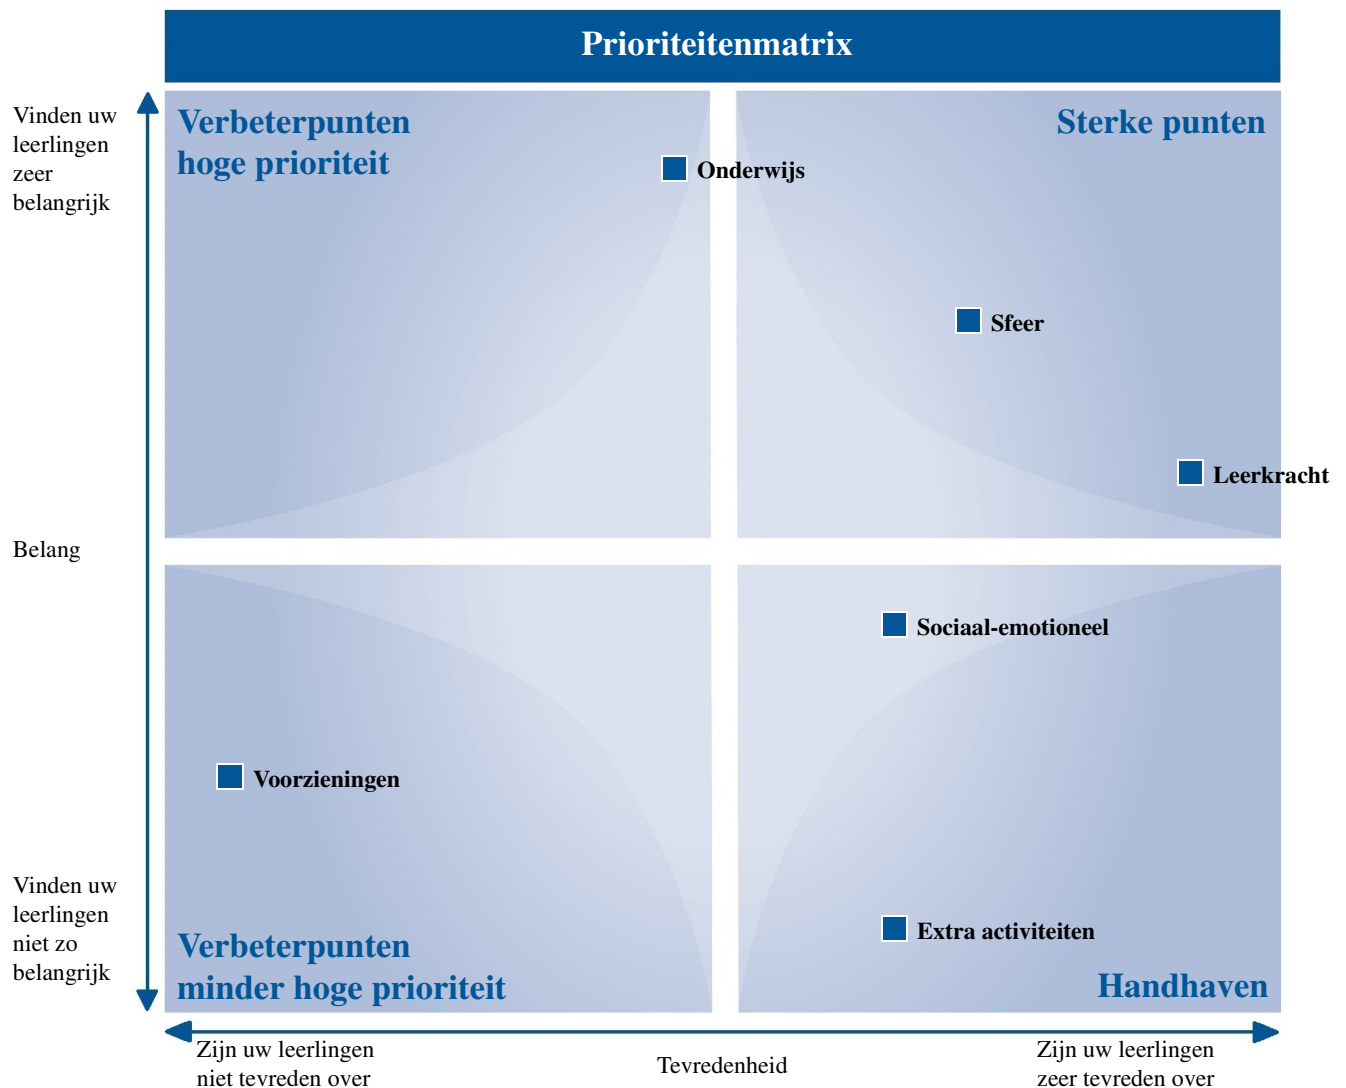 Prioriteitenmatrix
Vinden uw
leerlingen
zeer
belangrijk
Verbeterpunten
hoge prioriteit
Sterke punten
Onderwijs
Sfeer
Leerkracht
Belang
Sociaal-emotioneel
Voorzieningen
Vinden uw
leerlingen
niet zo
belangrijk
Extra activiteiten
Verbeterpunten
minder hoge prioriteit
Handhaven
Zijn uw leerlingen
niet tevreden over
Tevredenheid
Zijn uw leerlingen
zeer tevreden over